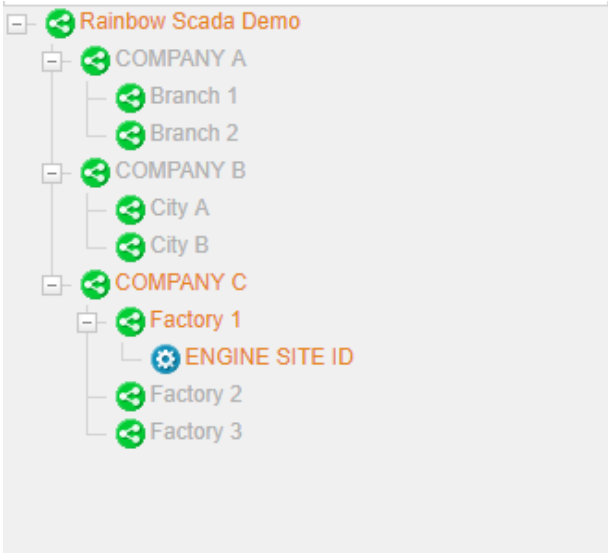 Rainbow Scada Demo
COMPANY A
Branch 1
Branch 2
COMPANY B
City A
City B
COMPANY C
Factory 1
ENGINE SITE ID
Factory 2
Factory 3